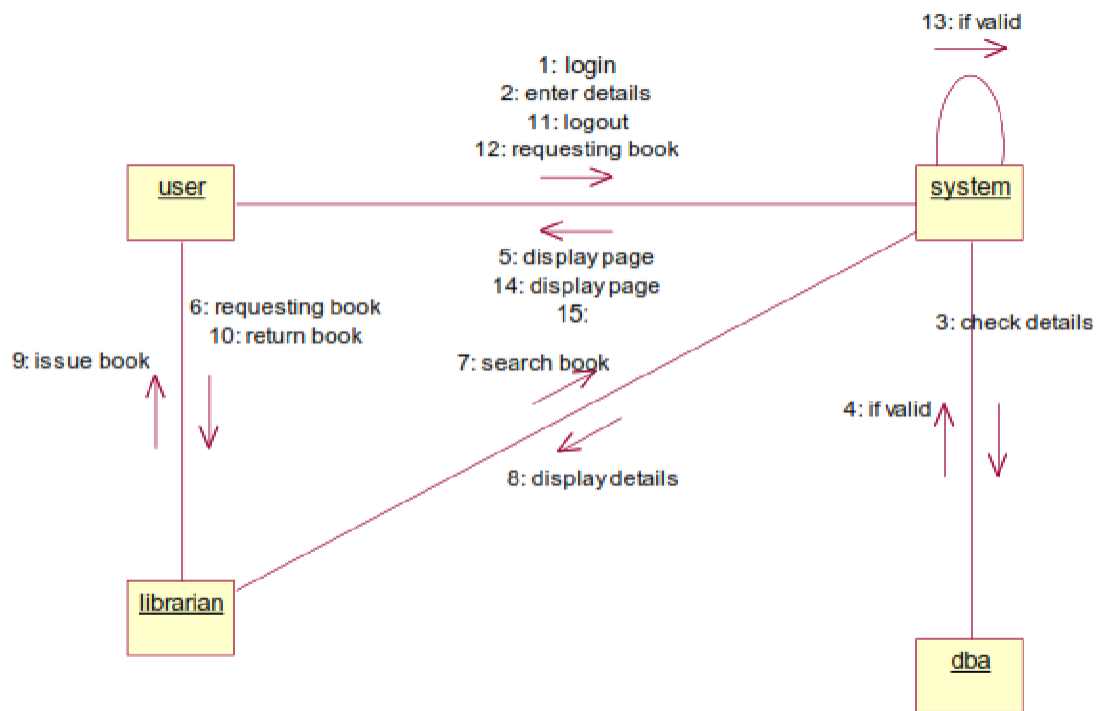 13: if valid
1: login
2: enter details
11: logout
12: requesting book
user
system
5: display page
14: display page
15:
6: requesting book
10: return book
3: check details
9: issue book
7: search book
4: if valid
8: display details
librarian
dba